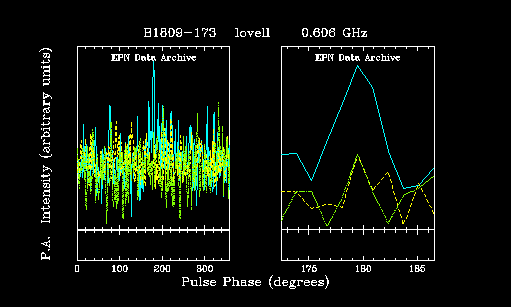 B1809-173 lovell 0.606 GHz
EPN Data Archive EPN Data Archive
P.A. Intensity (arbitrary units)
0 100 200 300 175 180 185
Pulse Phase (degrees)